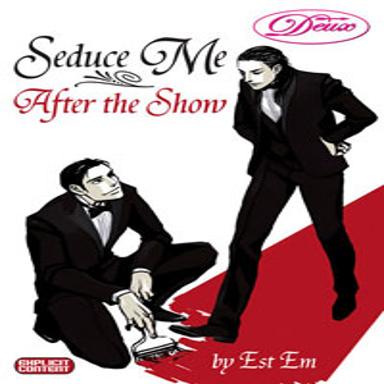 Deux
Seduce Me
After the Show
by Est Em
EXPLICIT
CONTENT